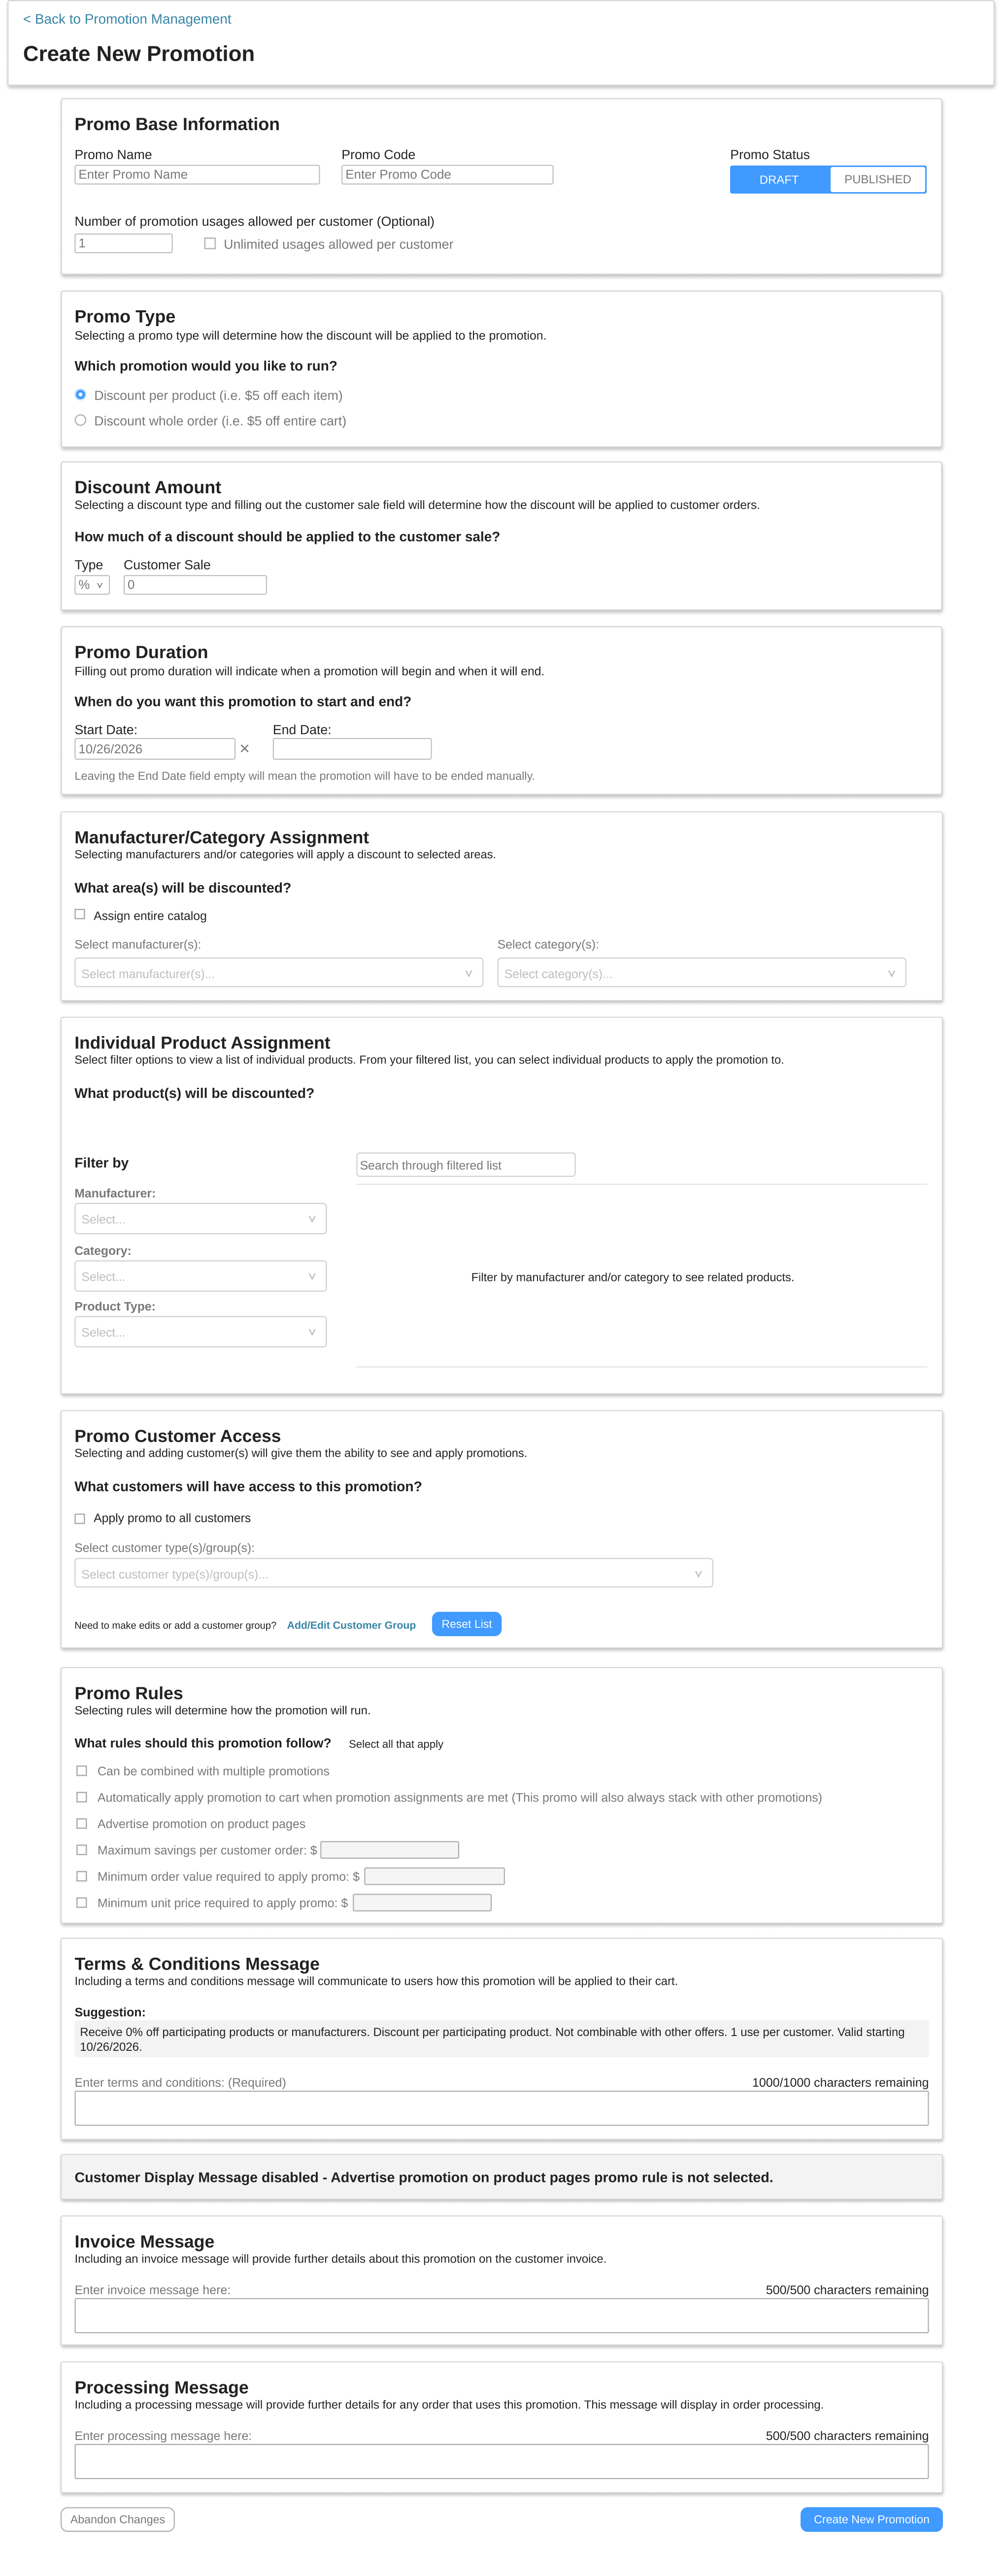 < Back to Promotion Management
Create New Promotion
Promo Base Information
Promo Name
Promo Code
Promo Status
Enter Promo Name
Enter Promo Code
DRAFT
PUBLISHED
Number of promotion usages allowed per customer (Optional)
1
Unlimited usages allowed per customer
Promo Type
Selecting a promo type will determine how the discount will be applied to the promotion.
Which promotion would you like to run?
Discount per product (i.e. $5 off each item)
Discount whole order (i.e. $5 off entire cart)
Discount Amount
Selecting a discount type and filling out the customer sale field will determine how the discount will be applied to customer orders.
How much of a discount should be applied to the customer sale?
Type
Customer Sale
%
0
Promo Duration
Filling out promo duration will indicate when a promotion will begin and when it will end.
When do you want this promotion to start and end?
Start Date:
End Date:
10/26/2026
Leaving the End Date field empty will mean the promotion will have to be ended manually.
Manufacturer/Category Assignment
Selecting manufacturers and/or categories will apply a discount to selected areas.
What area(s) will be discounted?
Assign entire catalog
Select manufacturer(s):
Select category(s):
Select manufacturer(s)...
Select category(s)...
Individual Product Assignment
Select filter options to view a list of individual products. From your filtered list, you can select individual products to apply the promotion to.
What product(s) will be discounted?
Filter by
Search through filtered list
Manufacturer:
Select...
Category:
Select...
Product Type:
Select...
Filter by manufacturer and/or category to see related products.
Promo Customer Access
Selecting and adding customer(s) will give them the ability to see and apply promotions.
What customers will have access to this promotion?
Apply promo to all customers
Select customer type(s)/group(s):
Select customer type(s)/group(s)...
Need to make edits or add a customer group? Add/Edit Customer Group
Reset List
Promo Rules
Selecting rules will determine how the promotion will run.
What rules should this promotion follow? Select all that apply
Can be combined with multiple promotions
Automatically apply promotion to cart when promotion assignments are met (This promo will also always stack with other promotions)
Advertise promotion on product pages
Maximum savings per customer order: $
Minimum order value required to apply promo: $
Minimum unit price required to apply promo: $
Terms & Conditions Message
Including a terms and conditions message will communicate to users how this promotion will be applied to their cart.
Suggestion:
Receive 0% off participating products or manufacturers. Discount per participating product. Not combinable with other offers. 1 use per customer. Valid starting
10/26/2026.
Enter terms and conditions: (Required)
1000/1000 characters remaining
Customer Display Message disabled - Advertise promotion on product pages promo rule is not selected.
Invoice Message
Including an invoice message will provide further details about this promotion on the customer invoice.
Enter invoice message here:
500/500 characters remaining
Processing Message
Including a processing message will provide further details for any order that uses this promotion. This message will display in order processing.
Enter processing message here:
500/500 characters remaining
Abandon Changes
Create New Promotion